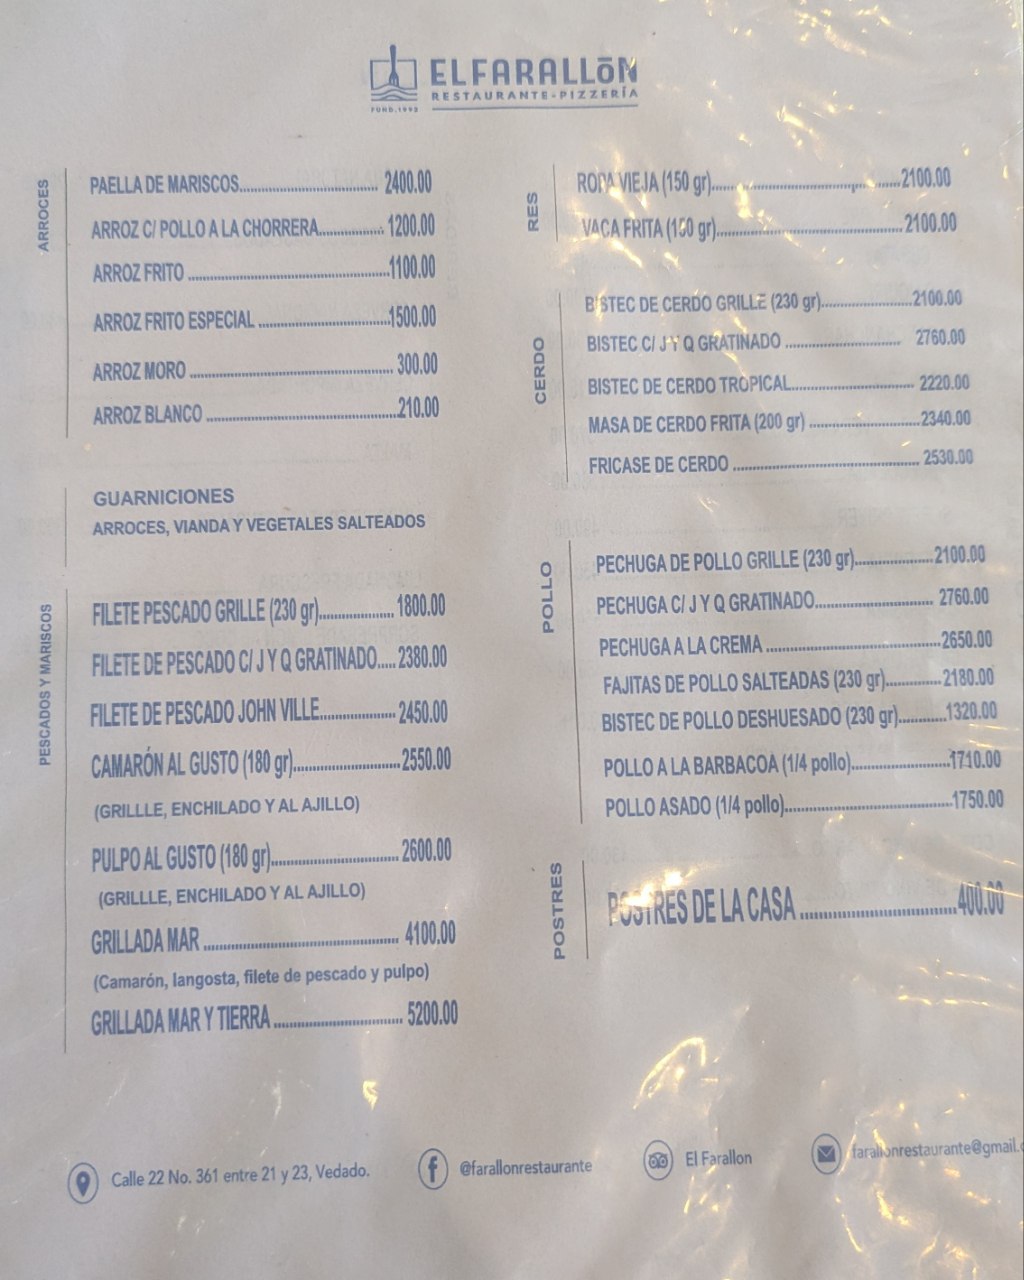 EL FARALLŌN
RESTAURANTE-PIZZERÍA
FUND. 1992
ARROCES
PAELLA DE MARISCOS.......... 2400.00
ARROZ C/ POLLO A LA CHORRERA.......... 1200.00
ARROZ FRITO ..........1100.00
ARROZ FRITO ESPECIAL ..........1500.00
ARROZ MORO .......... 300.00
ARROZ BLANCO ..........210.00
GUARNICIONES
ARROCES, VIANDA Y VEGETALES SALTEADOS
PESCADOS Y MARISCOS
FILETE PESCADO GRILLE (230 gr).......... 1800.00
FILETE DE PESCADO C/ J Y Q GRATINADO..... 2380.00
FILETE DE PESCADO JOHN VILLE..........2450.00
CAMARÓN AL GUSTO (180 gr)..........2550.00
(GRILLLE, ENCHILADO Y AL AJILLO)
PULPO AL GUSTO (180 gr).......... 2600.00
(GRILLLE, ENCHILADO Y AL AJILLO)
GRILLADA MAR .......... 4100.00
(Camarón, langosta, filete de pescado y pulpo)
GRILLADA MAR Y TIERRA .......... 5200.00
RES
ROPA VIEJA (150 gr)..........2100.00
VACA FRITA (150 gr)..........2100.00
CERDO
BISTEC DE CERDO GRILLE (230 gr)..........2100.00
BISTEC C/ J Y Q GRATINADO .......... 2760.00
BISTEC DE CERDO TROPICAL.......... 2220.00
MASA DE CERDO FRITA (200 gr) ..........2340.00
FRICASE DE CERDO .......... 2530.00
POLLO
PECHUGA DE POLLO GRILLE (230 gr)..........2100.00
PECHUGA C/ J Y Q GRATINADO.......... 2760.00
PECHUGA A LA CREMA ..........2650.00
FAJITAS DE POLLO SALTEADAS (230 gr)..........2180.00
BISTEC DE POLLO DESHUESADO (230 gr)..........1320.00
POLLO A LA BARBACOA (1/4 pollo)..........1710.00
POLLO ASADO (1/4 pollo)..........1750.00
POSTRES
POSTRES DE LA CASA ..........400.00
Calle 22 No. 361 entre 21 y 23, Vedado.
@farallonrestaurante
El Farallon
farallonrestaurante@gmail.c